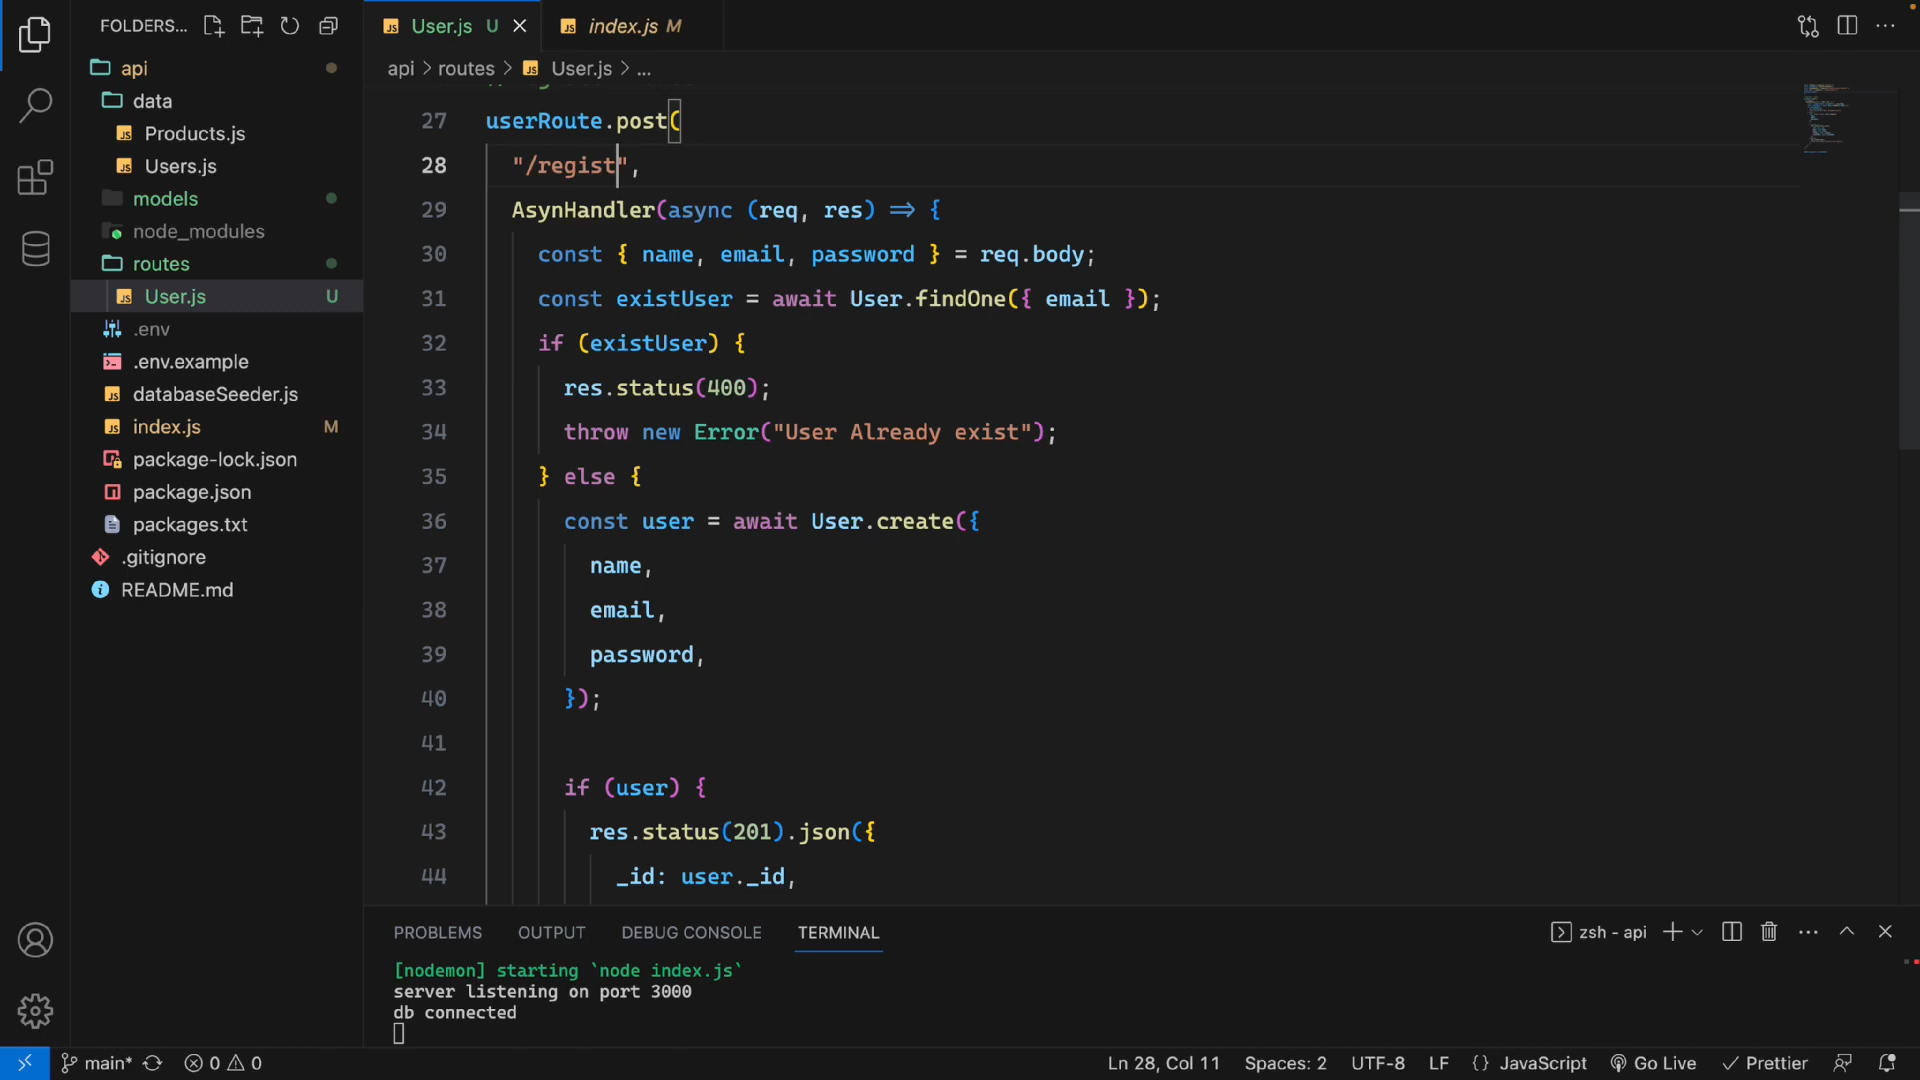 FOLDERS...
api
data
Products.js
Users.js
models
node_modules
routes
User.js U
.env
.env.example
databaseSeeder.js
index.js M
package-lock.json
package.json
packages.txt
.gitignore
README.md
User.js U
index.js M
api > routes > User.js > ...
27 userRoute.post(
28 "/regist",
29 AsynHandler(async (req, res) => {
30 const { name, email, password } = req.body;
31 const existUser = await User.findOne({ email });
32 if (existUser) {
33 res.status(400);
34 throw new Error("User Already exist");
35 } else {
36 const user = await User.create({
37 name,
38 email,
39 password,
40 });
41
42 if (user) {
43 res.status(201).json({
44 _id: user._id,
PROBLEMS OUTPUT DEBUG CONSOLE TERMINAL
zsh - api
[nodemon] starting `node index.js`
server listening on port 3000
db connected
main* 0 0
Ln 28, Col 11 Spaces: 2 UTF-8 LF {} JavaScript Go Live Prettier